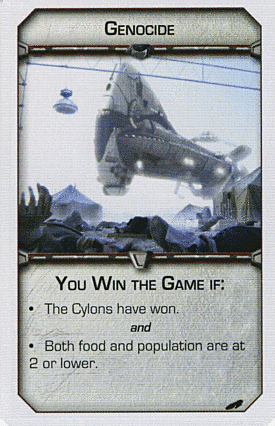 GENOCIDE
YOU WIN THE GAME IF:
• The Cylons have won.
and
• Both food and population are at
2 or lower.